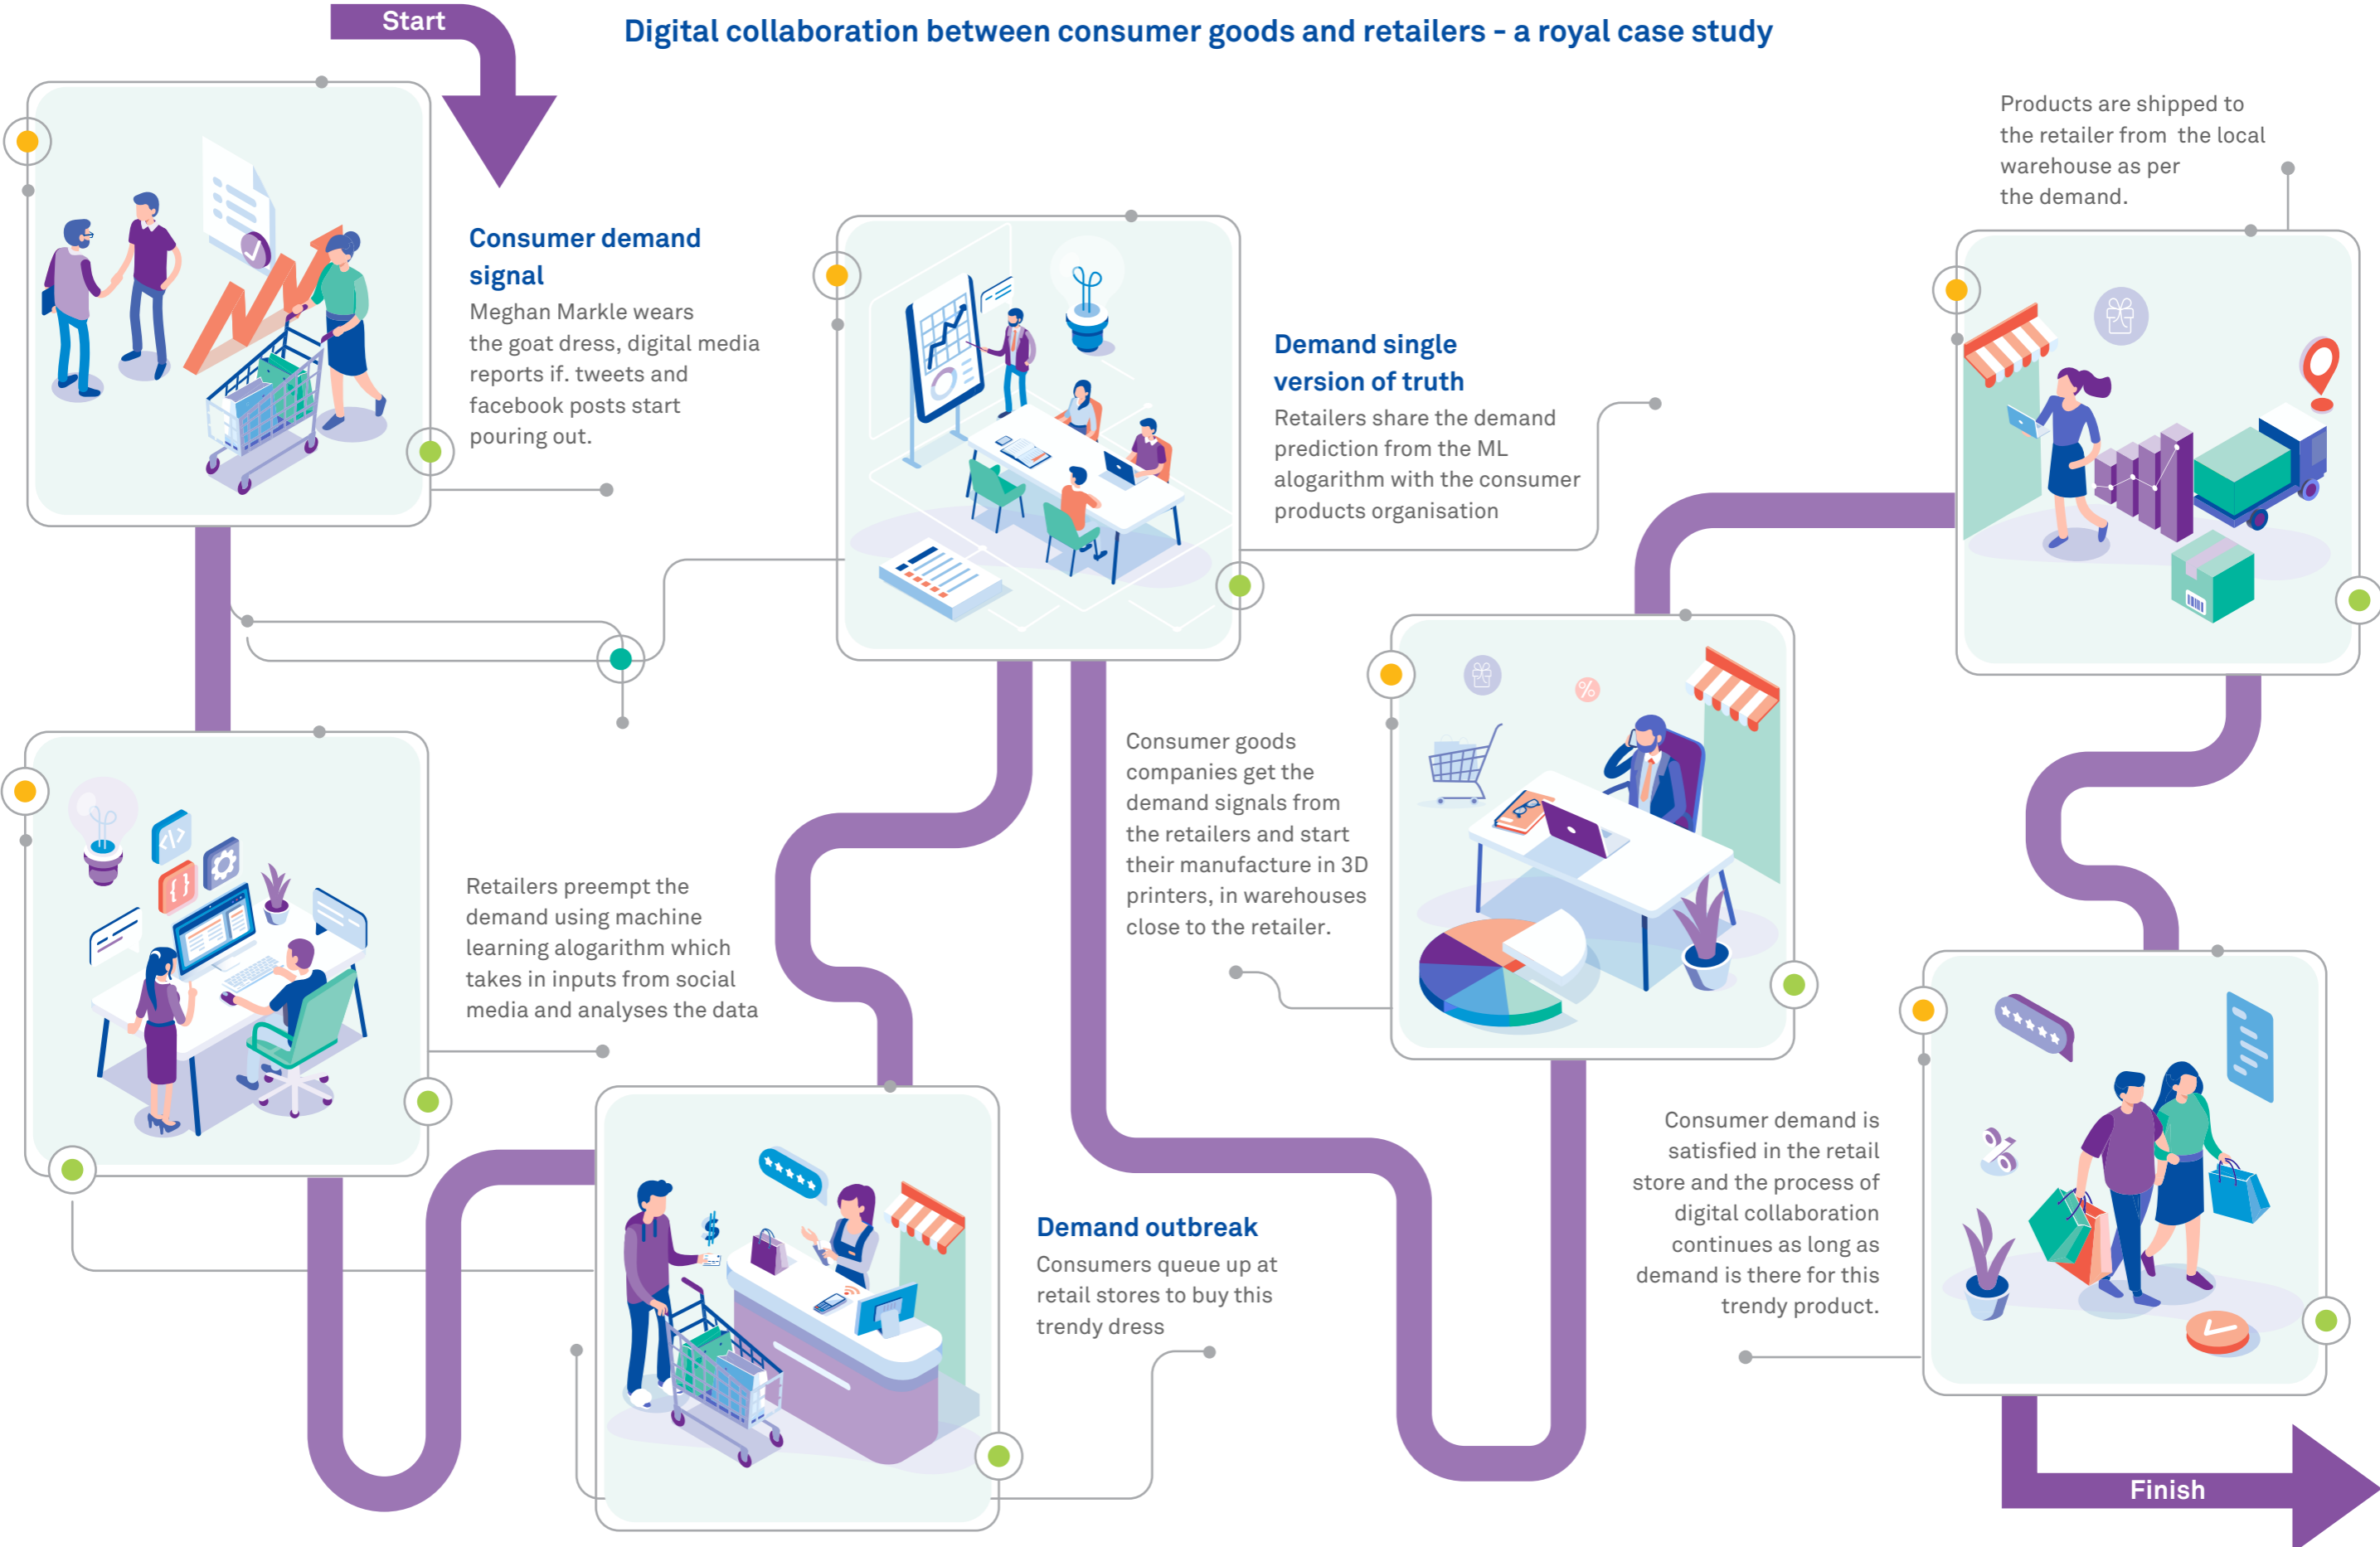 Start
Digital collaboration between consumer goods and retailers - a royal case study
Consumer demand
signal
Meghan Markle wears
the goat dress, digital media
reports if. tweets and
facebook posts start
pouring out.
Retailers preempt the
demand using machine
learning alogarithm which
takes in inputs from social
media and analyses the data
Demand outbreak
Consumers queue up at
retail stores to buy this
trendy dress
Demand single
version of truth
Retailers share the demand
prediction from the ML
alogarithm with the consumer
products organisation
Consumer goods
companies get the
demand signals from
the retailers and start
their manufacture in 3D
printers, in warehouses
close to the retailer.
Products are shipped to
the retailer from the local
warehouse as per
the demand.
Consumer demand is
satisfied in the retail
store and the process of
digital collaboration
continues as long as
demand is there for this
trendy product.
Finish